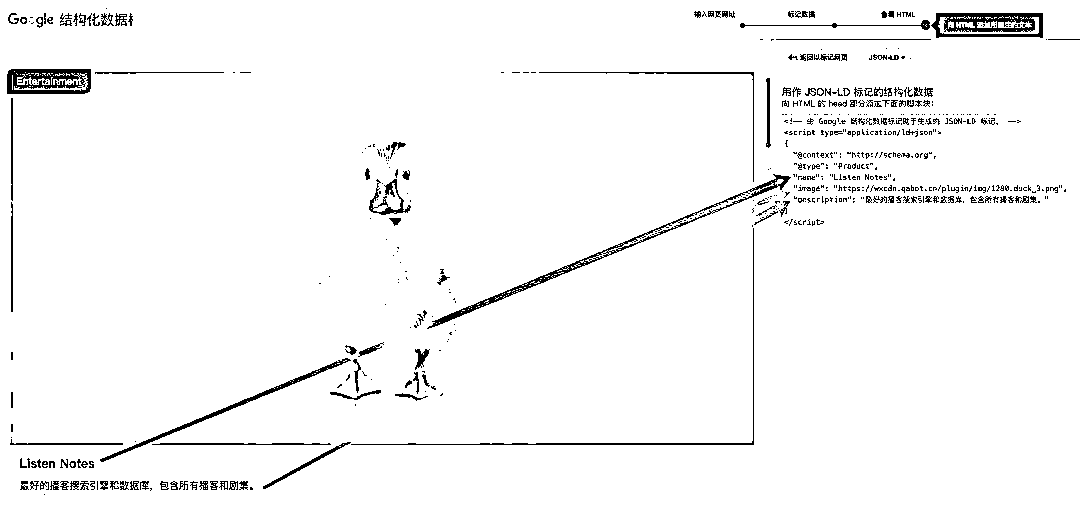 Google 结构化数据
输入网页网址
标记数据
查看 HTML
向 HTML 添加
返回以标记网页
JSON-LD
Entertainment
用作 JSON-LD 标记的结构化数据
向 HTML 的 head 部分添加下面的脚本块：
<!-- 由 Google 结构化数据标记助手生成的 JSON-LD 标记。 -->
<script type="application/ld+json">
{
"@context": "http://schema.org",
"@type": "Product",
"name": "Listen Notes",
"image": "https://wxcdn.qabot.cn/plugin/img/1280.duck_3.png",
"最好的播客搜索引擎和数据库，包含所有播客和剧集。"
</script>
Listen Notes
最好的播客搜索引擎和数据库，包含所有播客和剧集。